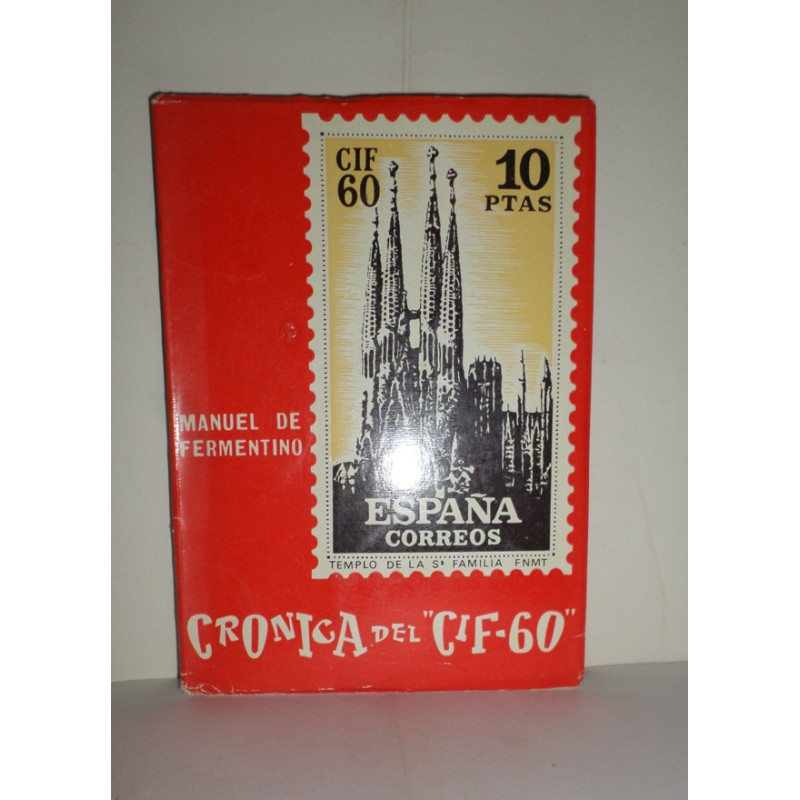 CIF
60
10
PTAS
MANUEL DE
FERMENTINO
ESPAÑA
CORREOS
TEMPLO DE LA Sª FAMILIA FNMT
CRONICA DEL "CIF-60"